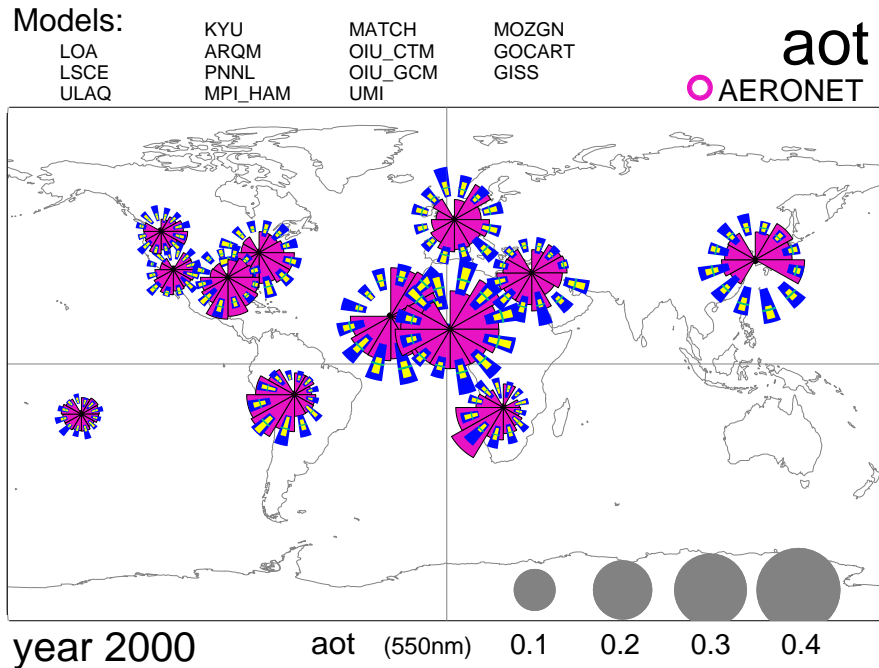 Models:
KYU MATCH MOZGN
LOA ARQM OIU_CTM GOCART
LSCE PNNL OIU_GCM GISS
ULAQ MPI_HAM UMI
aot
AERONET
year 2000 aot (550nm) 0.1 0.2 0.3 0.4